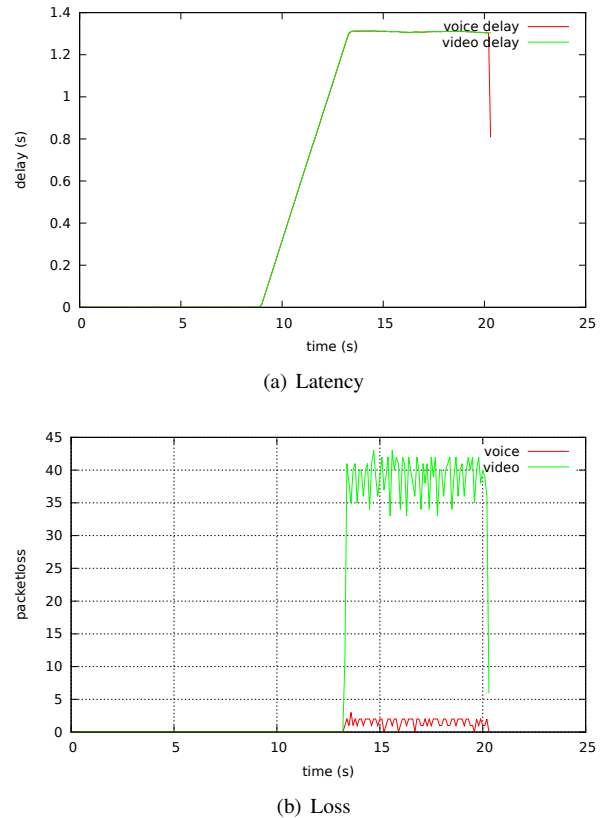 1.4
1.2
1
0.8
0.6
0.4
0.2
0
delay (s)
voice delay
video delay
0 5 10 15 20 25
time (s)
(a) Latency
45
40
35
30
25
20
15
10
5
0
packetloss
voice
video
0 5 10 15 20 25
time (s)
(b) Loss